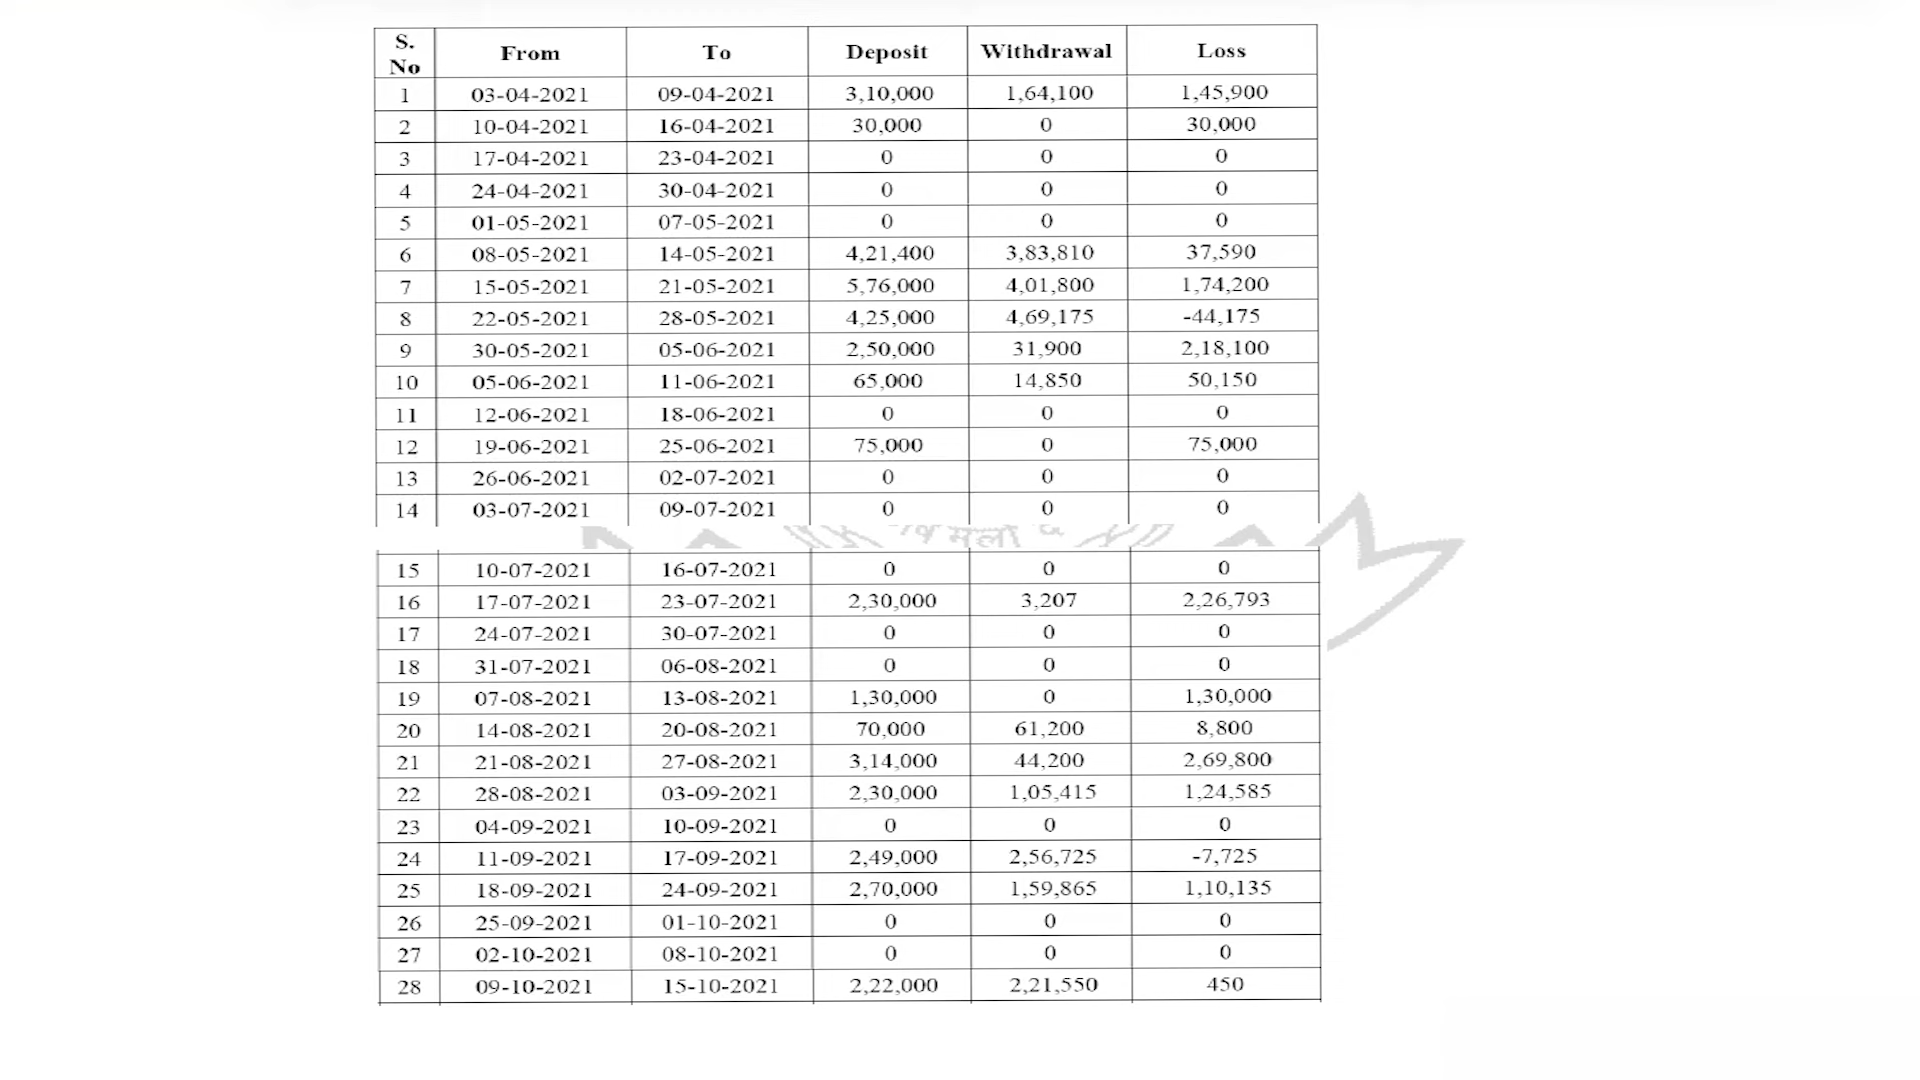 S. No From To Deposit Withdrawal Loss
1 03-04-2021 09-04-2021 3,10,000 1,64,100 1,45,900
2 10-04-2021 16-04-2021 30,000 0 30,000
3 17-04-2021 23-04-2021 0 0 0
4 24-04-2021 30-04-2021 0 0 0
5 01-05-2021 07-05-2021 0 0 0
6 08-05-2021 14-05-2021 4,21,400 3,83,810 37,590
7 15-05-2021 21-05-2021 5,76,000 4,01,800 1,74,200
8 22-05-2021 28-05-2021 4,25,000 4,69,175 -44,175
9 30-05-2021 05-06-2021 2,50,000 31,900 2,18,100
10 05-06-2021 11-06-2021 65,000 14,850 50,150
11 12-06-2021 18-06-2021 0 0 0
12 19-06-2021 25-06-2021 75,000 0 75,000
13 26-06-2021 02-07-2021 0 0 0
14 03-07-2021 09-07-2021 0 0 0
15 10-07-2021 16-07-2021 0 0 0
16 17-07-2021 23-07-2021 2,30,000 3,207 2,26,793
17 24-07-2021 30-07-2021 0 0 0
18 31-07-2021 06-08-2021 0 0 0
19 07-08-2021 13-08-2021 1,30,000 0 1,30,000
20 14-08-2021 20-08-2021 70,000 61,200 8,800
21 21-08-2021 27-08-2021 3,14,000 44,200 2,69,800
22 28-08-2021 03-09-2021 2,30,000 1,05,415 1,24,585
23 04-09-2021 10-09-2021 0 0 0
24 11-09-2021 17-09-2021 2,49,000 2,56,725 -7,725
25 18-09-2021 24-09-2021 2,70,000 1,59,865 1,10,135
26 25-09-2021 01-10-2021 0 0 0
27 02-10-2021 08-10-2021 0 0 0
28 09-10-2021 15-10-2021 2,22,000 2,21,550 450